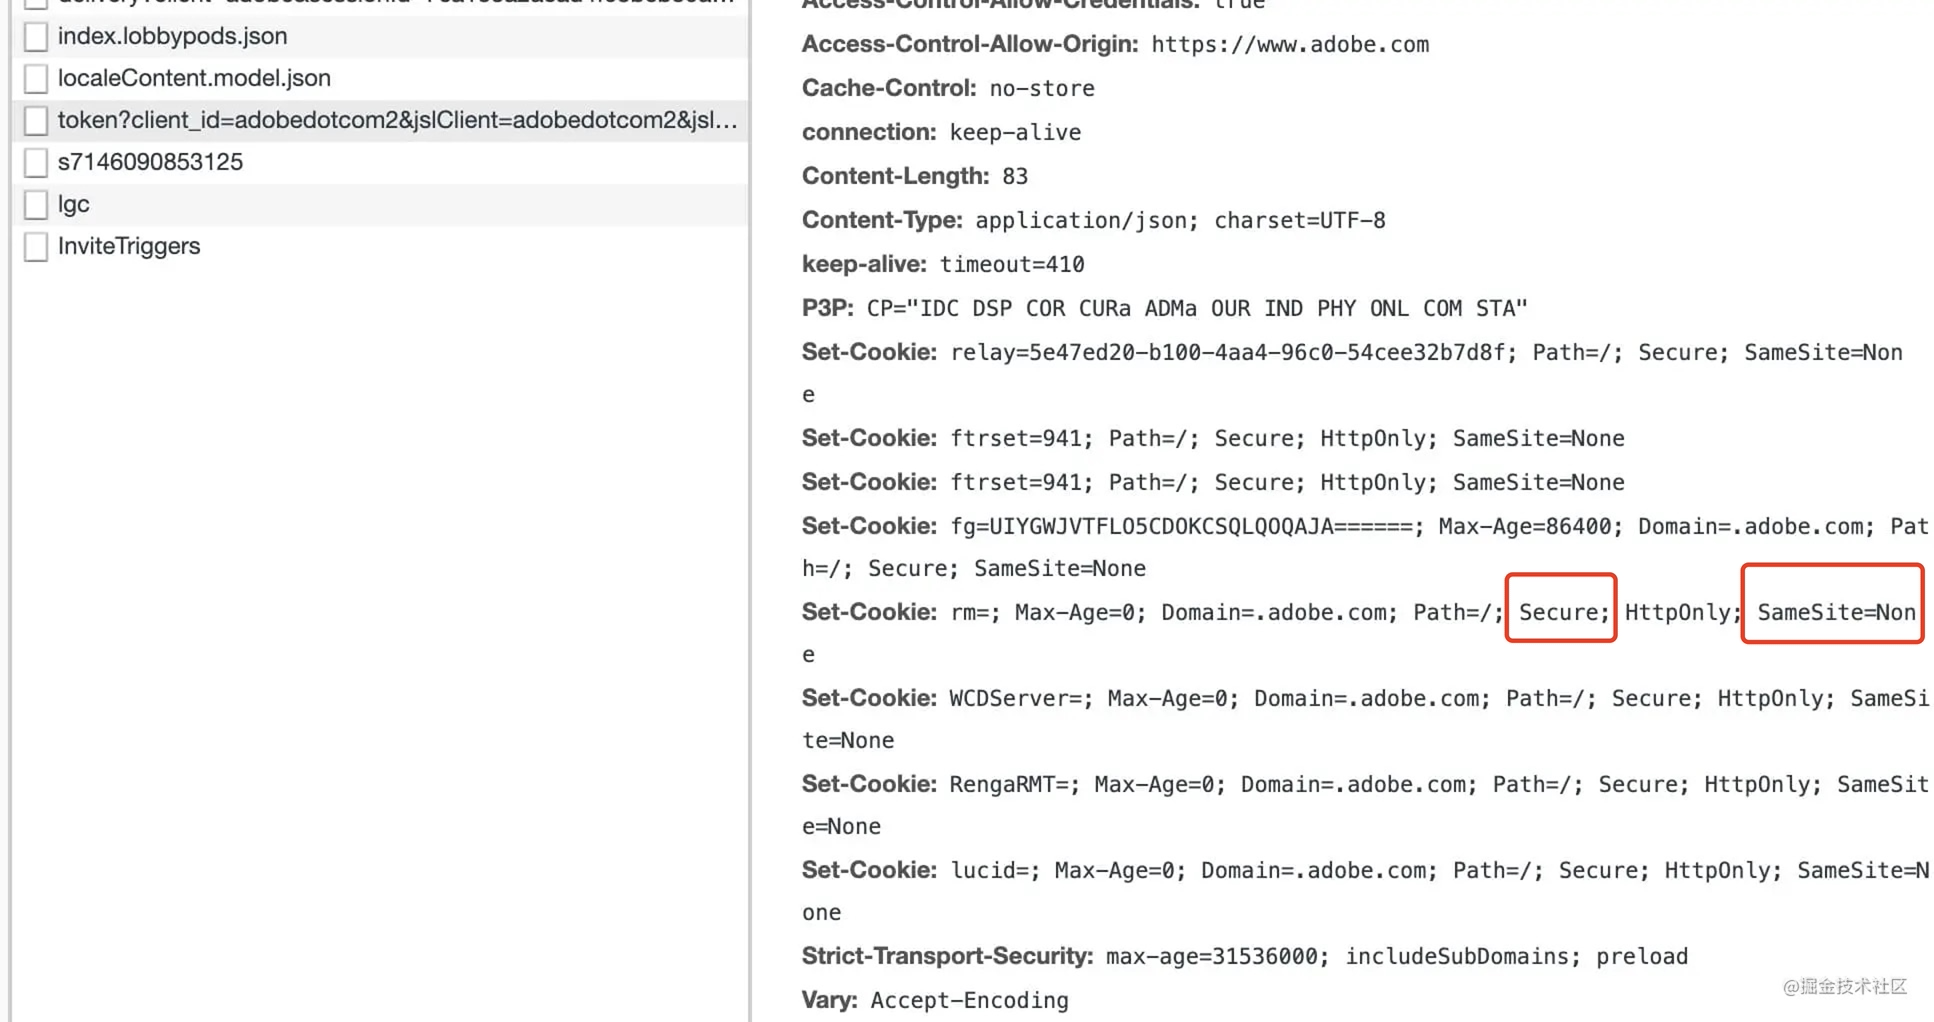 index.lobbypods.json
localeContent.model.json
token?client_id=adobedotcom2&jslClient=adobedotcom2&jsl...
s7146090853125
lgc
InviteTriggers
Access-Control-Allow-Credentials: true
Access-Control-Allow-Origin: https://www.adobe.com
Cache-Control: no-store
connection: keep-alive
Content-Length: 83
Content-Type: application/json; charset=UTF-8
keep-alive: timeout=410
P3P: CP="IDC DSP COR CURa ADMa OUR IND PHY ONL COM STA"
Set-Cookie: relay=5e47ed20-b100-4aa4-96c0-54cee32b7d8f; Path=/; Secure; SameSite=Non
e
Set-Cookie: ftrset=941; Path=/; Secure; HttpOnly; SameSite=None
Set-Cookie: ftrset=941; Path=/; Secure; HttpOnly; SameSite=None
Set-Cookie: fg=UIYGWJVTFLO5CDOKCSQLQOQAJA======; Max-Age=86400; Domain=.adobe.com; Pat
h=/; Secure; SameSite=None
Set-Cookie: rm=; Max-Age=0; Domain=.adobe.com; Path=/; Secure; HttpOnly; SameSite=Non
e
Set-Cookie: WCDServer=; Max-Age=0; Domain=.adobe.com; Path=/; Secure; HttpOnly; SameSi
te=None
Set-Cookie: RengaRMT=; Max-Age=0; Domain=.adobe.com; Path=/; Secure; HttpOnly; SameSit
e=None
Set-Cookie: lucid=; Max-Age=0; Domain=.adobe.com; Path=/; Secure; HttpOnly; SameSite=N
one
Strict-Transport-Security: max-age=31536000; includeSubDomains; preload
Vary: Accept-Encoding
@掘金技术社区